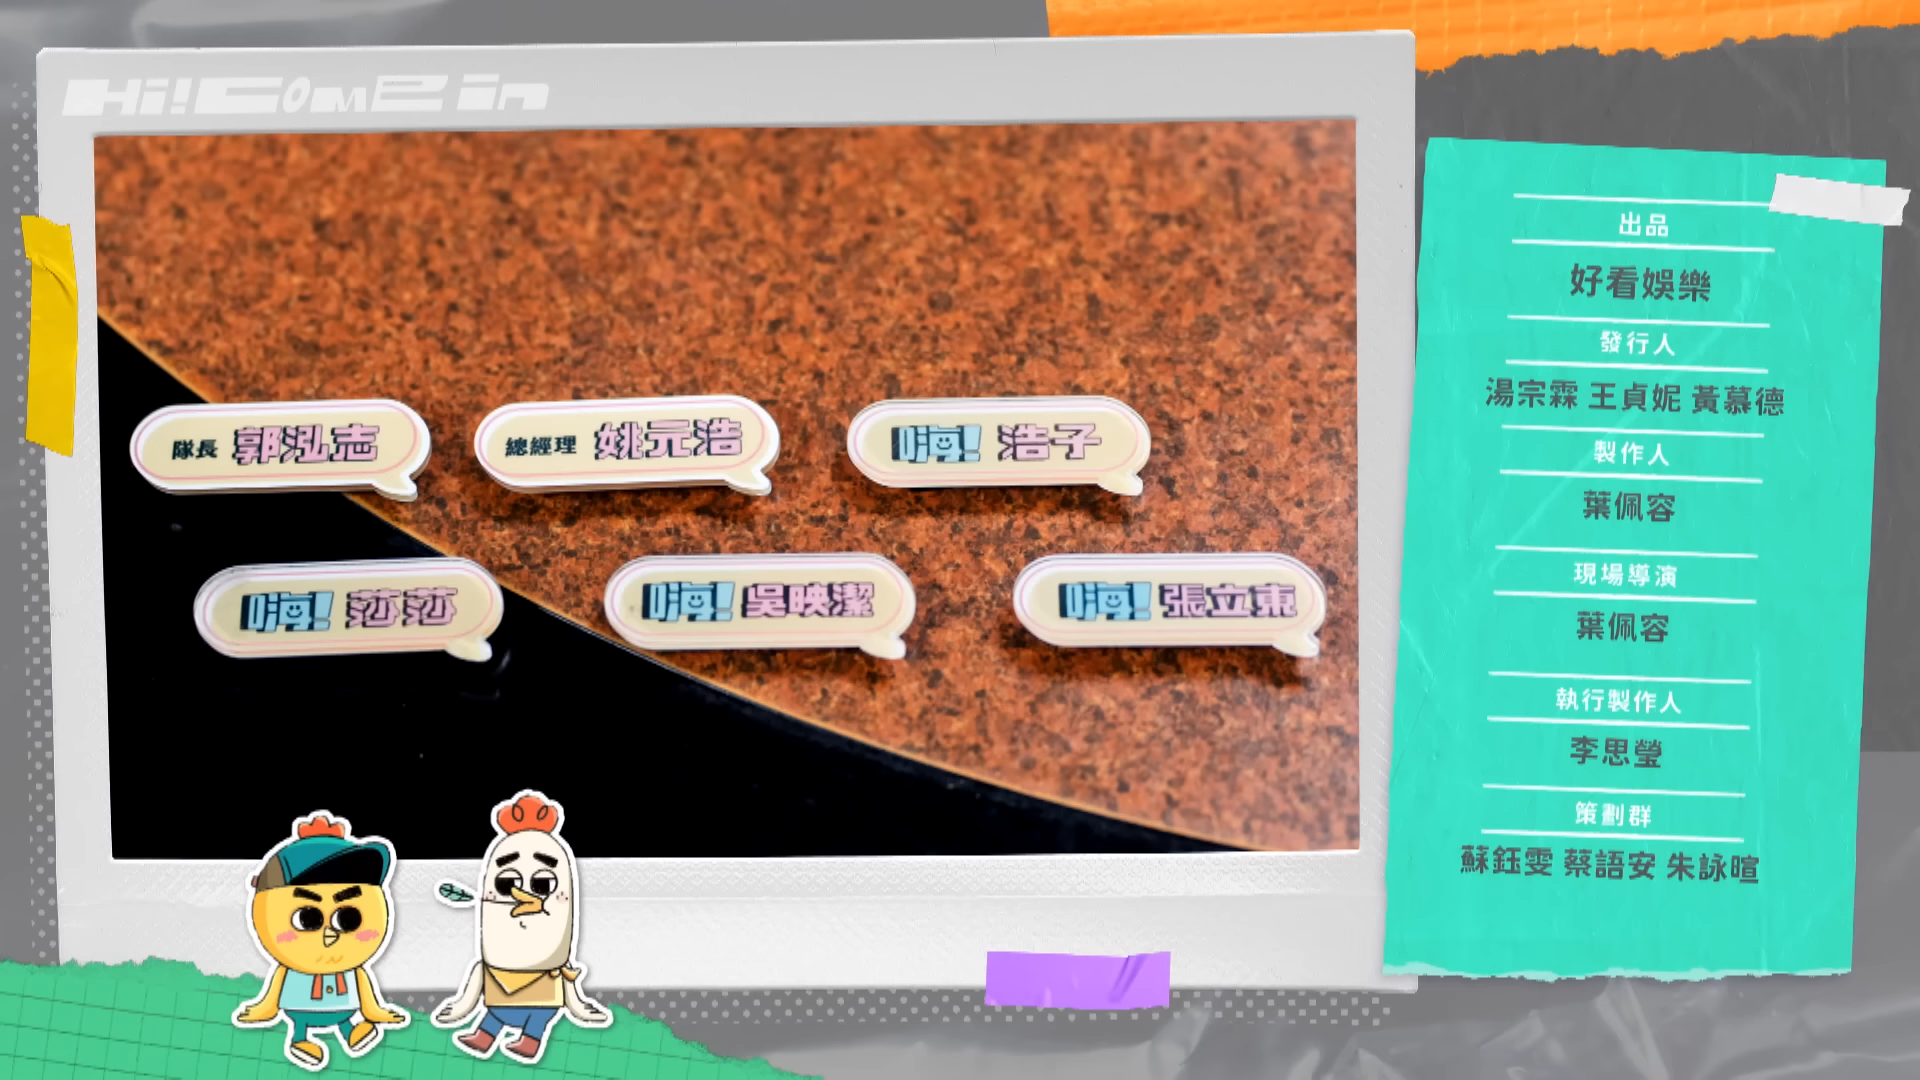 Hi! Come in
隊長 郭泓志
總經理 姚元浩
嗨! 浩子
嗨! 莎莎
嗨! 吳映潔
嗨! 張立東
出品
好看娛樂
發行人
湯宗霖 王貞妮 黃慕德
製作人
葉佩容
現場導演
葉佩容
執行製作人
李思瑩
策劃群
蘇鈺雯 蔡語安 朱詠暄